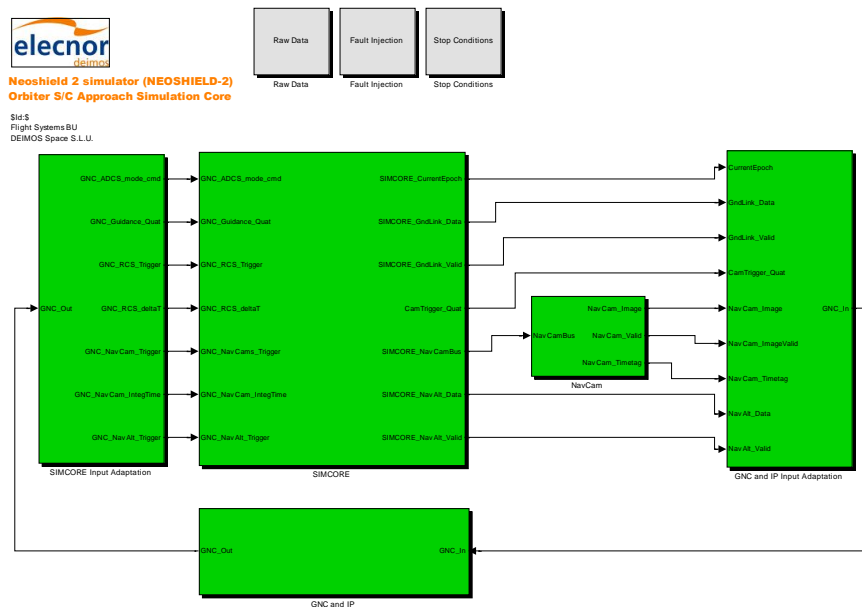 elecnor
deimos
Neoshield 2 simulator (NEOSHIELD-2)
Orbiter S/C Approach Simulation Core
$Id:$
Flight Systems BU
DEIMOS Space S.L.U.
Raw Data
Raw Data
Fault Injection
Fault Injection
Stop Conditions
Stop Conditions
GNC_Out
GNC_ADCS_mode_cmd
GNC_Guidance_Quat
GNC_RCS_Trigger
GNC_RCS_deltaT
GNC_NavCam_Trigger
GNC_NavCam_IntegTime
GNC_NavAlt_Trigger
SIMCORE Input Adaptation
GNC_ADCS_mode_cmd
GNC_Guidance_Quat
GNC_RCS_Trigger
GNC_RCS_deltaT
GNC_NavCams_Trigger
GNC_NavCam_IntegTime
GNC_NavAlt_Trigger
SIMCORE_CurrentEpoch
SIMCORE_GndLink_Data
SIMCORE_GndLink_Valid
CamTrigger_Quat
SIMCORE_NavCamBus
SIMCORE_NavAlt_Data
SIMCORE_NavAlt_Valid
SIMCORE
NavCamBus
NavCam_Image
NavCam_Valid
NavCam_Timetag
NavCam
CurrentEpoch
GndLink_Data
GndLink_Valid
CamTrigger_Quat
NavCam_Image
NavCam_ImageValid
NavCam_Timetag
NavAlt_Data
NavAlt_Valid
GNC_In
GNC and IP Input Adaptation
GNC_Out
GNC_In
GNC and IP